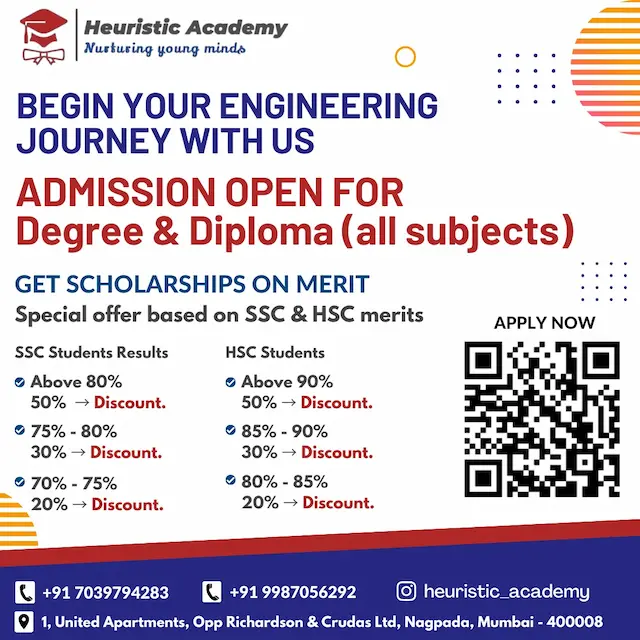 Heuristic Academy
Nurturing young minds
BEGIN YOUR ENGINEERING
JOURNEY WITH US
ADMISSION OPEN FOR
Degree & Diploma (all subjects)
GET SCHOLARSHIPS ON MERIT
Special offer based on SSC & HSC merits
APPLY NOW
SSC Students Results
Above 80%
50% → Discount.
75% - 80%
30% → Discount.
70% - 75%
20% → Discount.
HSC Students
Above 90%
50% → Discount.
85% - 90%
30% → Discount.
80% - 85%
20% → Discount.
+91 7039794283
+91 9987056292
heuristic_academy
1, United Apartments, Opp Richardson & Crudas Ltd, Nagpada, Mumbai - 400008